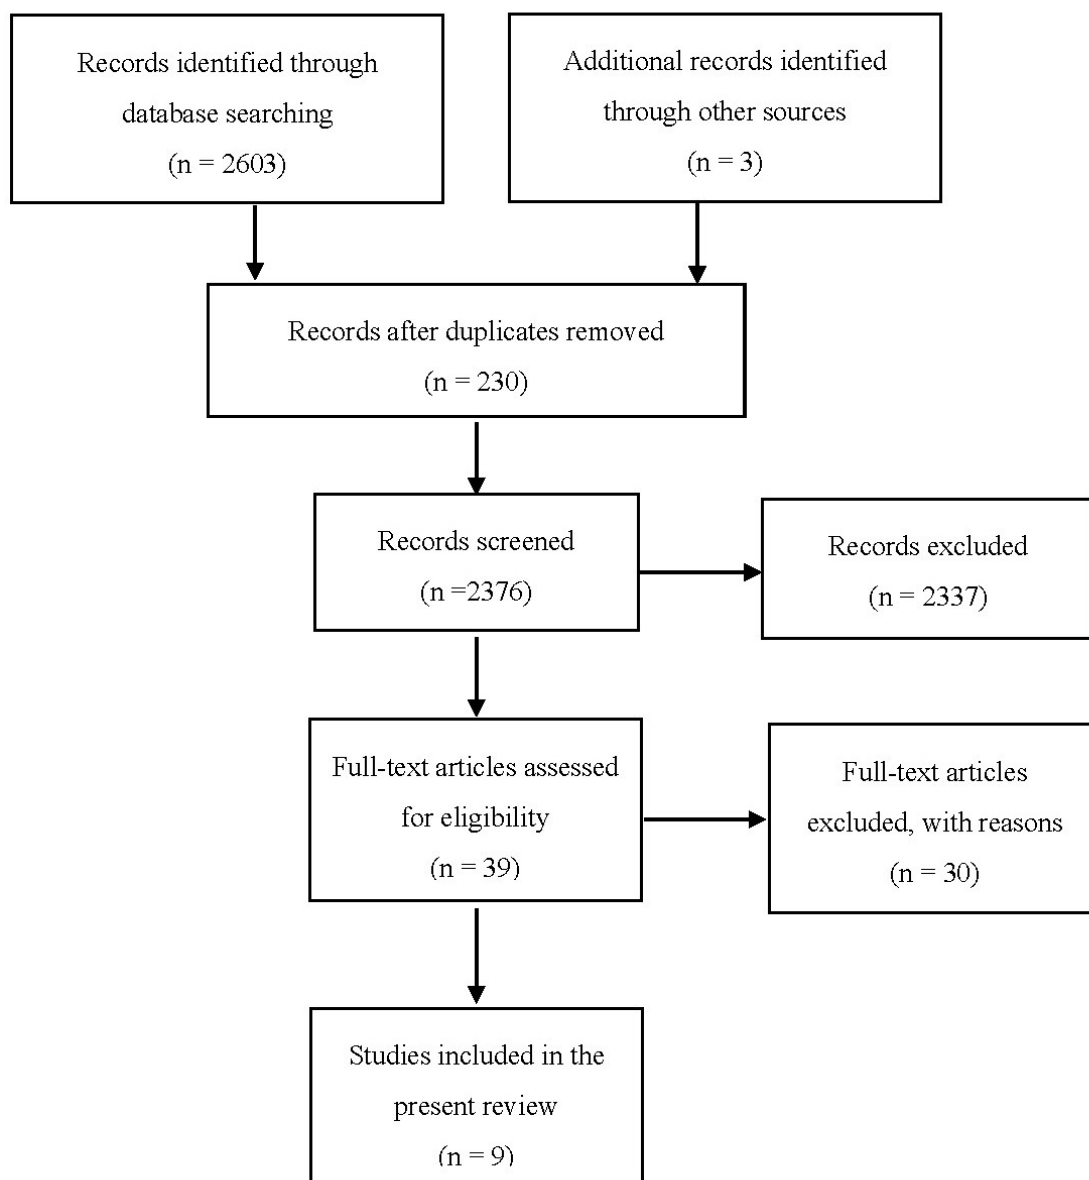 Records identified through
database searching
(n = 2603)
Additional records identified
through other sources
(n = 3)
Records after duplicates removed
(n = 230)
Records screened
(n =2376)
Records excluded
(n = 2337)
Full-text articles assessed
for eligibility
(n = 39)
Full-text articles
excluded, with reasons
(n = 30)
Studies included in the
present review
(n = 9)